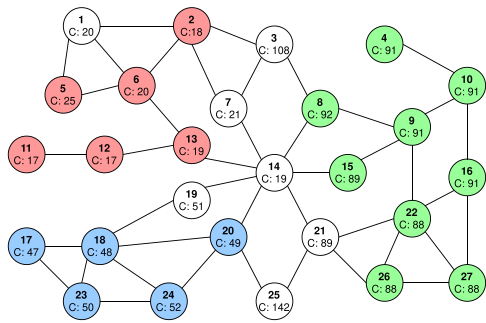 1
C: 20
2
C:18
3
C: 108
4
C: 91
5
C: 25
6
C: 20
7
C: 21
8
C: 92
9
C: 91
10
C: 91
11
C: 17
12
C: 17
13
C: 19
14
C: 19
15
C: 89
16
C: 91
17
C: 47
18
C: 48
19
C: 51
20
C: 49
21
C: 89
22
C: 88
23
C: 50
24
C: 52
25
C: 142
26
C: 88
27
C: 88